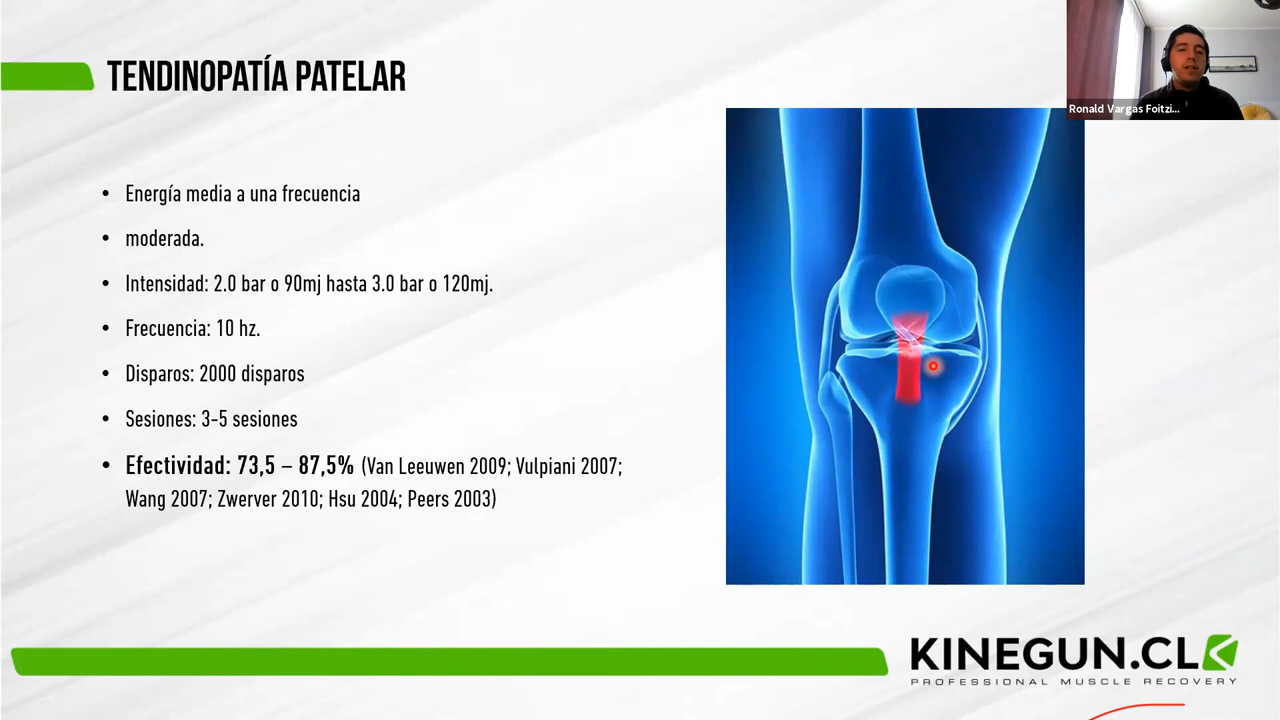 TENDINOPATÍA PATELAR
Ronald Vargas Foitzi...
• Energía media a una frecuencia
• moderada.
• Intensidad: 2.0 bar o 90mj hasta 3.0 bar o 120mj.
• Frecuencia: 10 hz.
• Disparos: 2000 disparos
• Sesiones: 3-5 sesiones
• Efectividad: 73,5 – 87,5% (Van Leeuwen 2009; Vulpiani 2007;
Wang 2007; Zwerver 2010; Hsu 2004; Peers 2003)
KINEGUN.CL
PROFESSIONAL MUSCLE RECOVERY